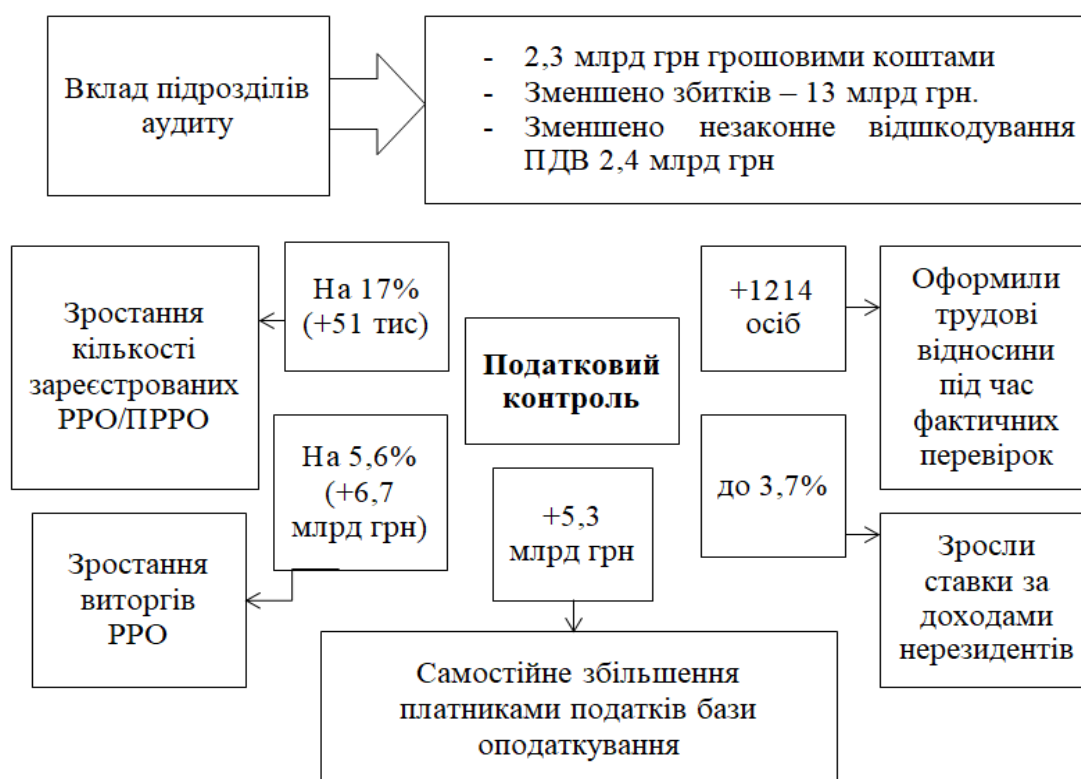 Вклад підрозділів
аудиту
- 2,3 млрд грн грошовими коштами
- Зменшено збитків – 13 млрд грн.
- Зменшено незаконне відшкодування
ПДВ 2,4 млрд грн
Зростання
кількості
зареєстрованих
РРО/ПРРО
На 17%
(+51 тис)
Податковий
контроль
+1214
осіб
Оформили
трудові
відносини
під час
фактичних
перевірок
Зростання
виторгів
РРО
На 5,6%
(+6,7
млрд грн)
+5,3
млрд грн
до 3,7%
Зросли
ставки за
доходами
нерезидентів
Самостійне збільшення
платниками податків бази
оподаткування